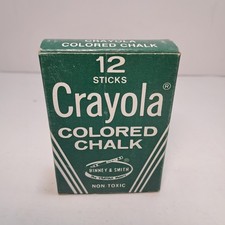 CRAYOLA
COLORED CHALK
12
STICKS
Crayola®
COLORED
CHALK
BINNEY & SMITH
NON TOXIC